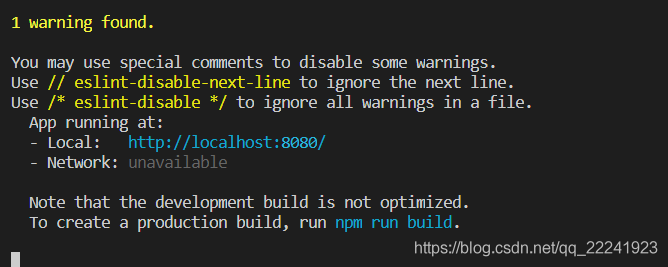 1 warning found.
You may use special comments to disable some warnings.
Use // eslint-disable-next-line to ignore the next line.
Use /* eslint-disable */ to ignore all warnings in a file.
App running at:
- Local:   http://localhost:8080/
- Network: unavailable
Note that the development build is not optimized.
To create a production build, run npm run build.
https://blog.csdn.net/qq_22241923